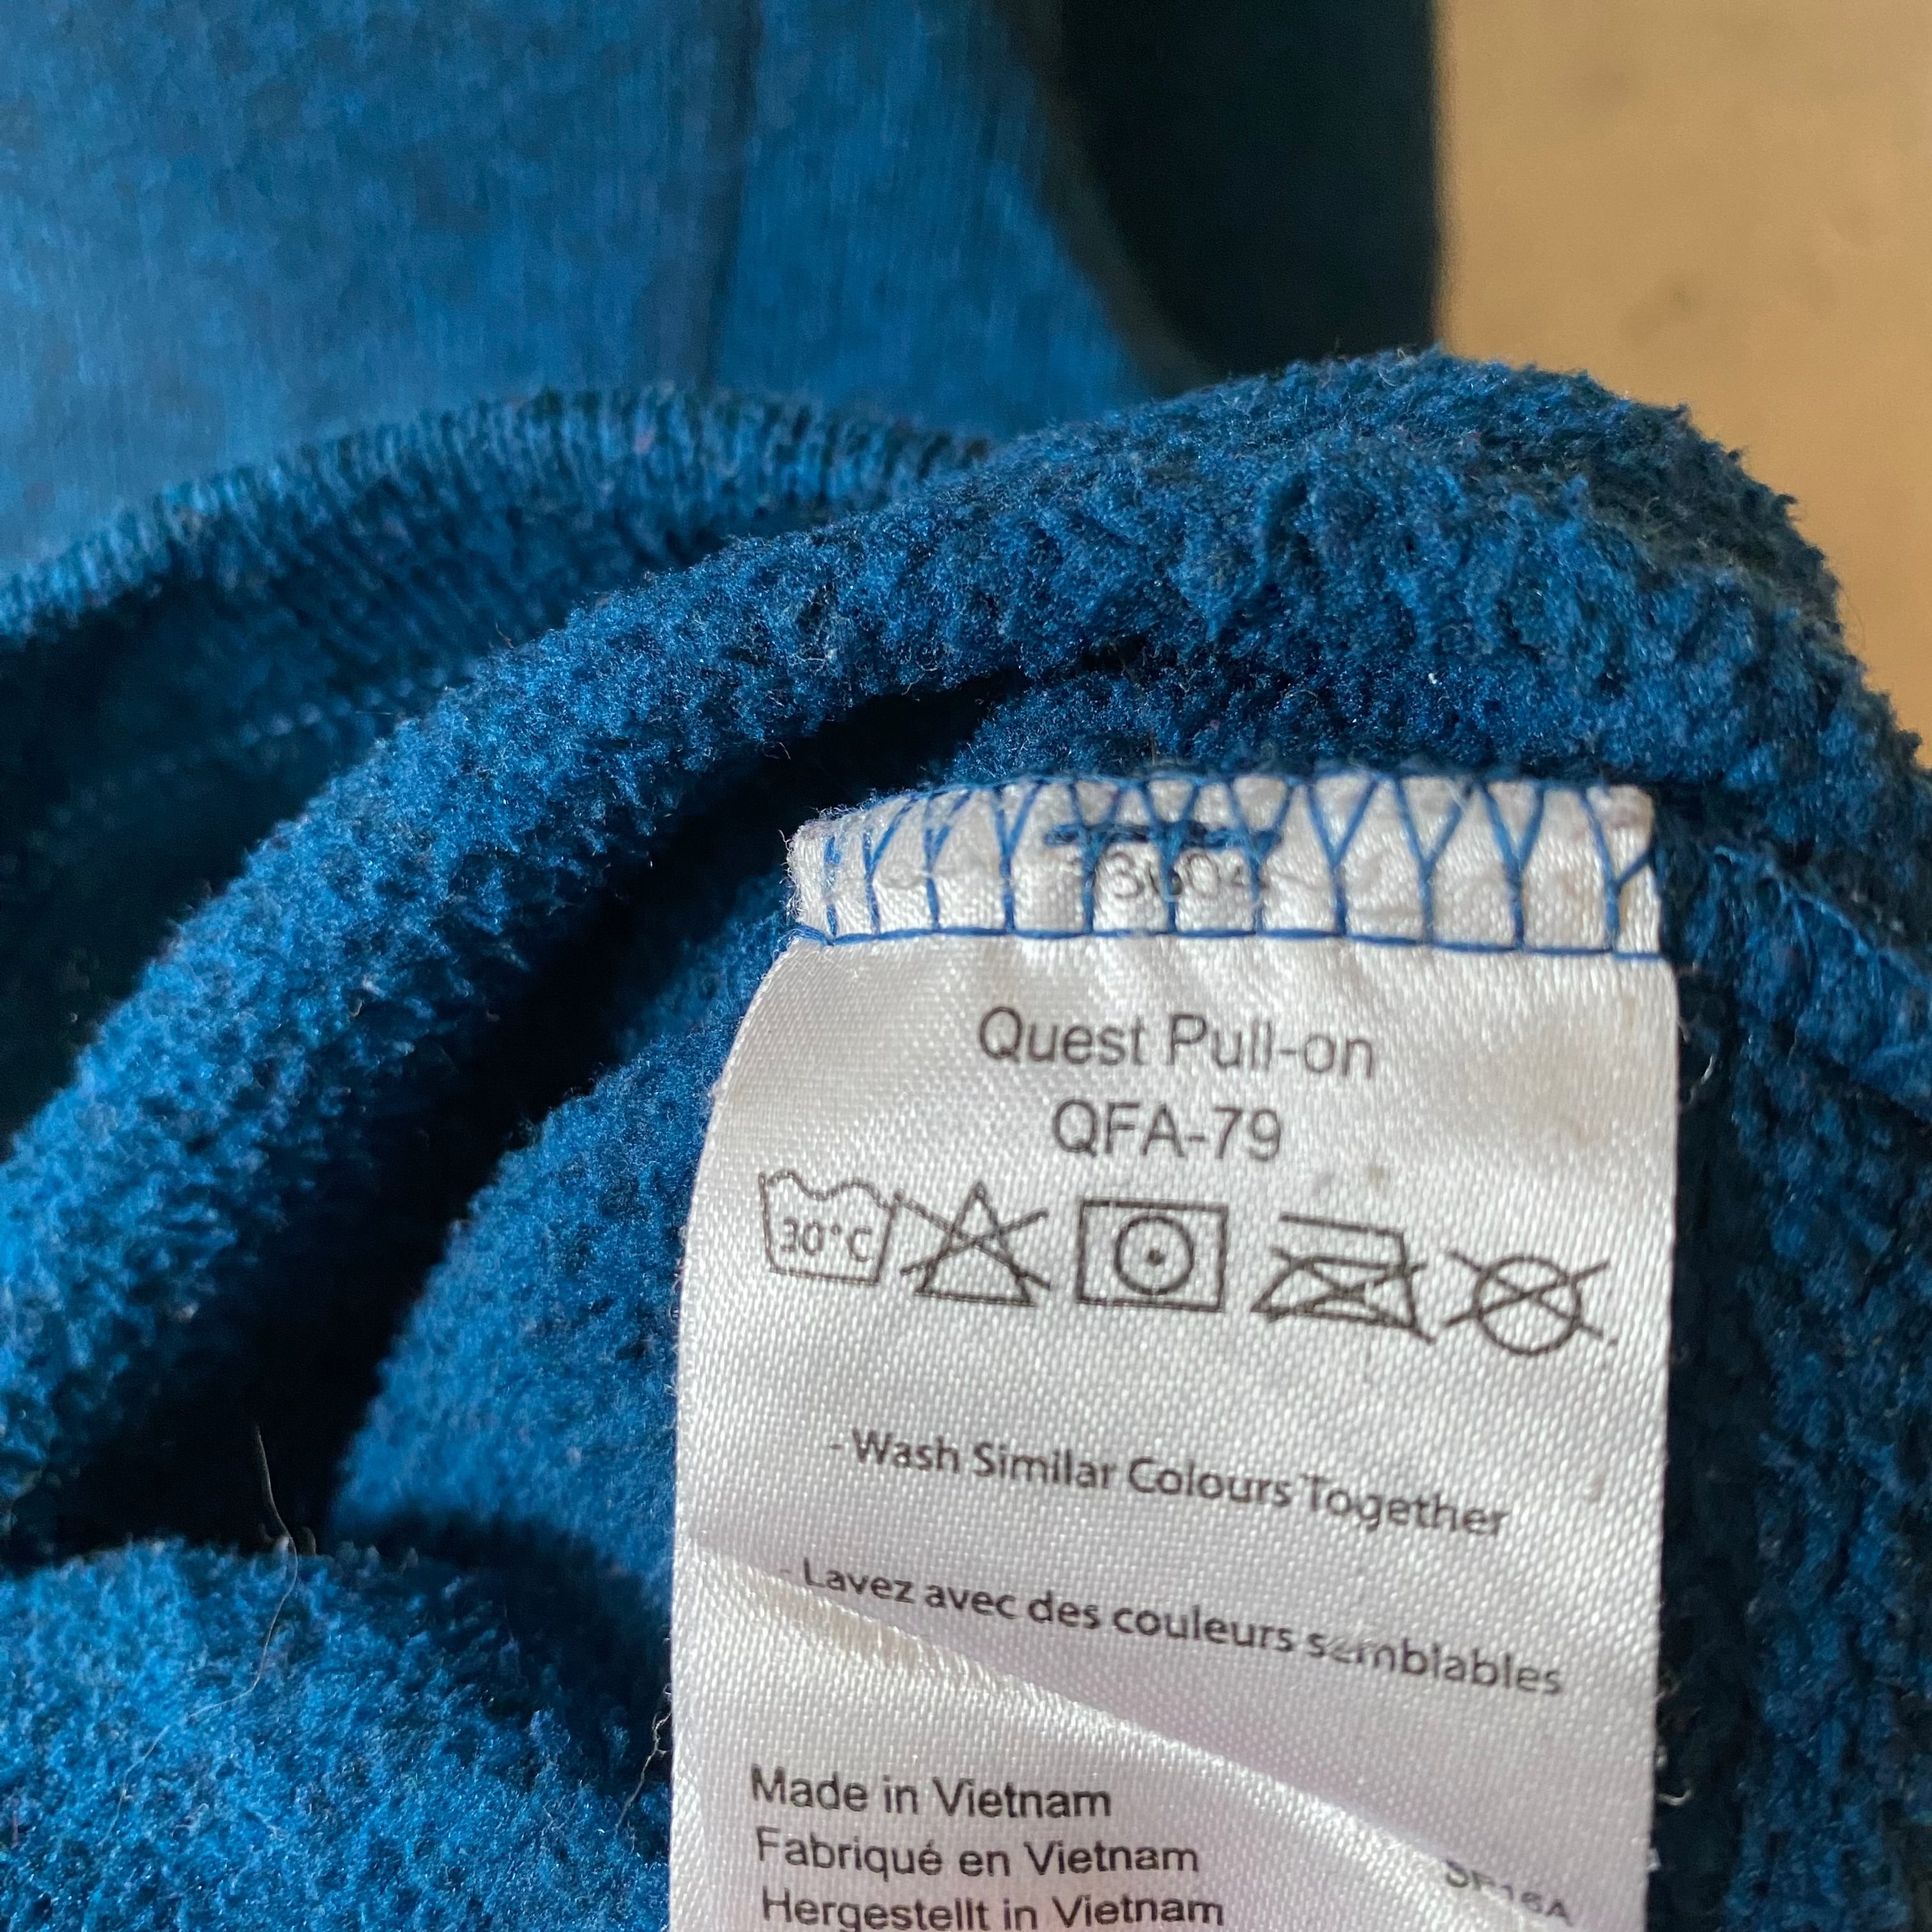 Quest Pull-on
QFA-79
30°C
- Wash Similar Colours Together
- Lavez avec des couleurs semblables
Made in Vietnam
Fabriqué en Vietnam
Hergestellt in Vietnam